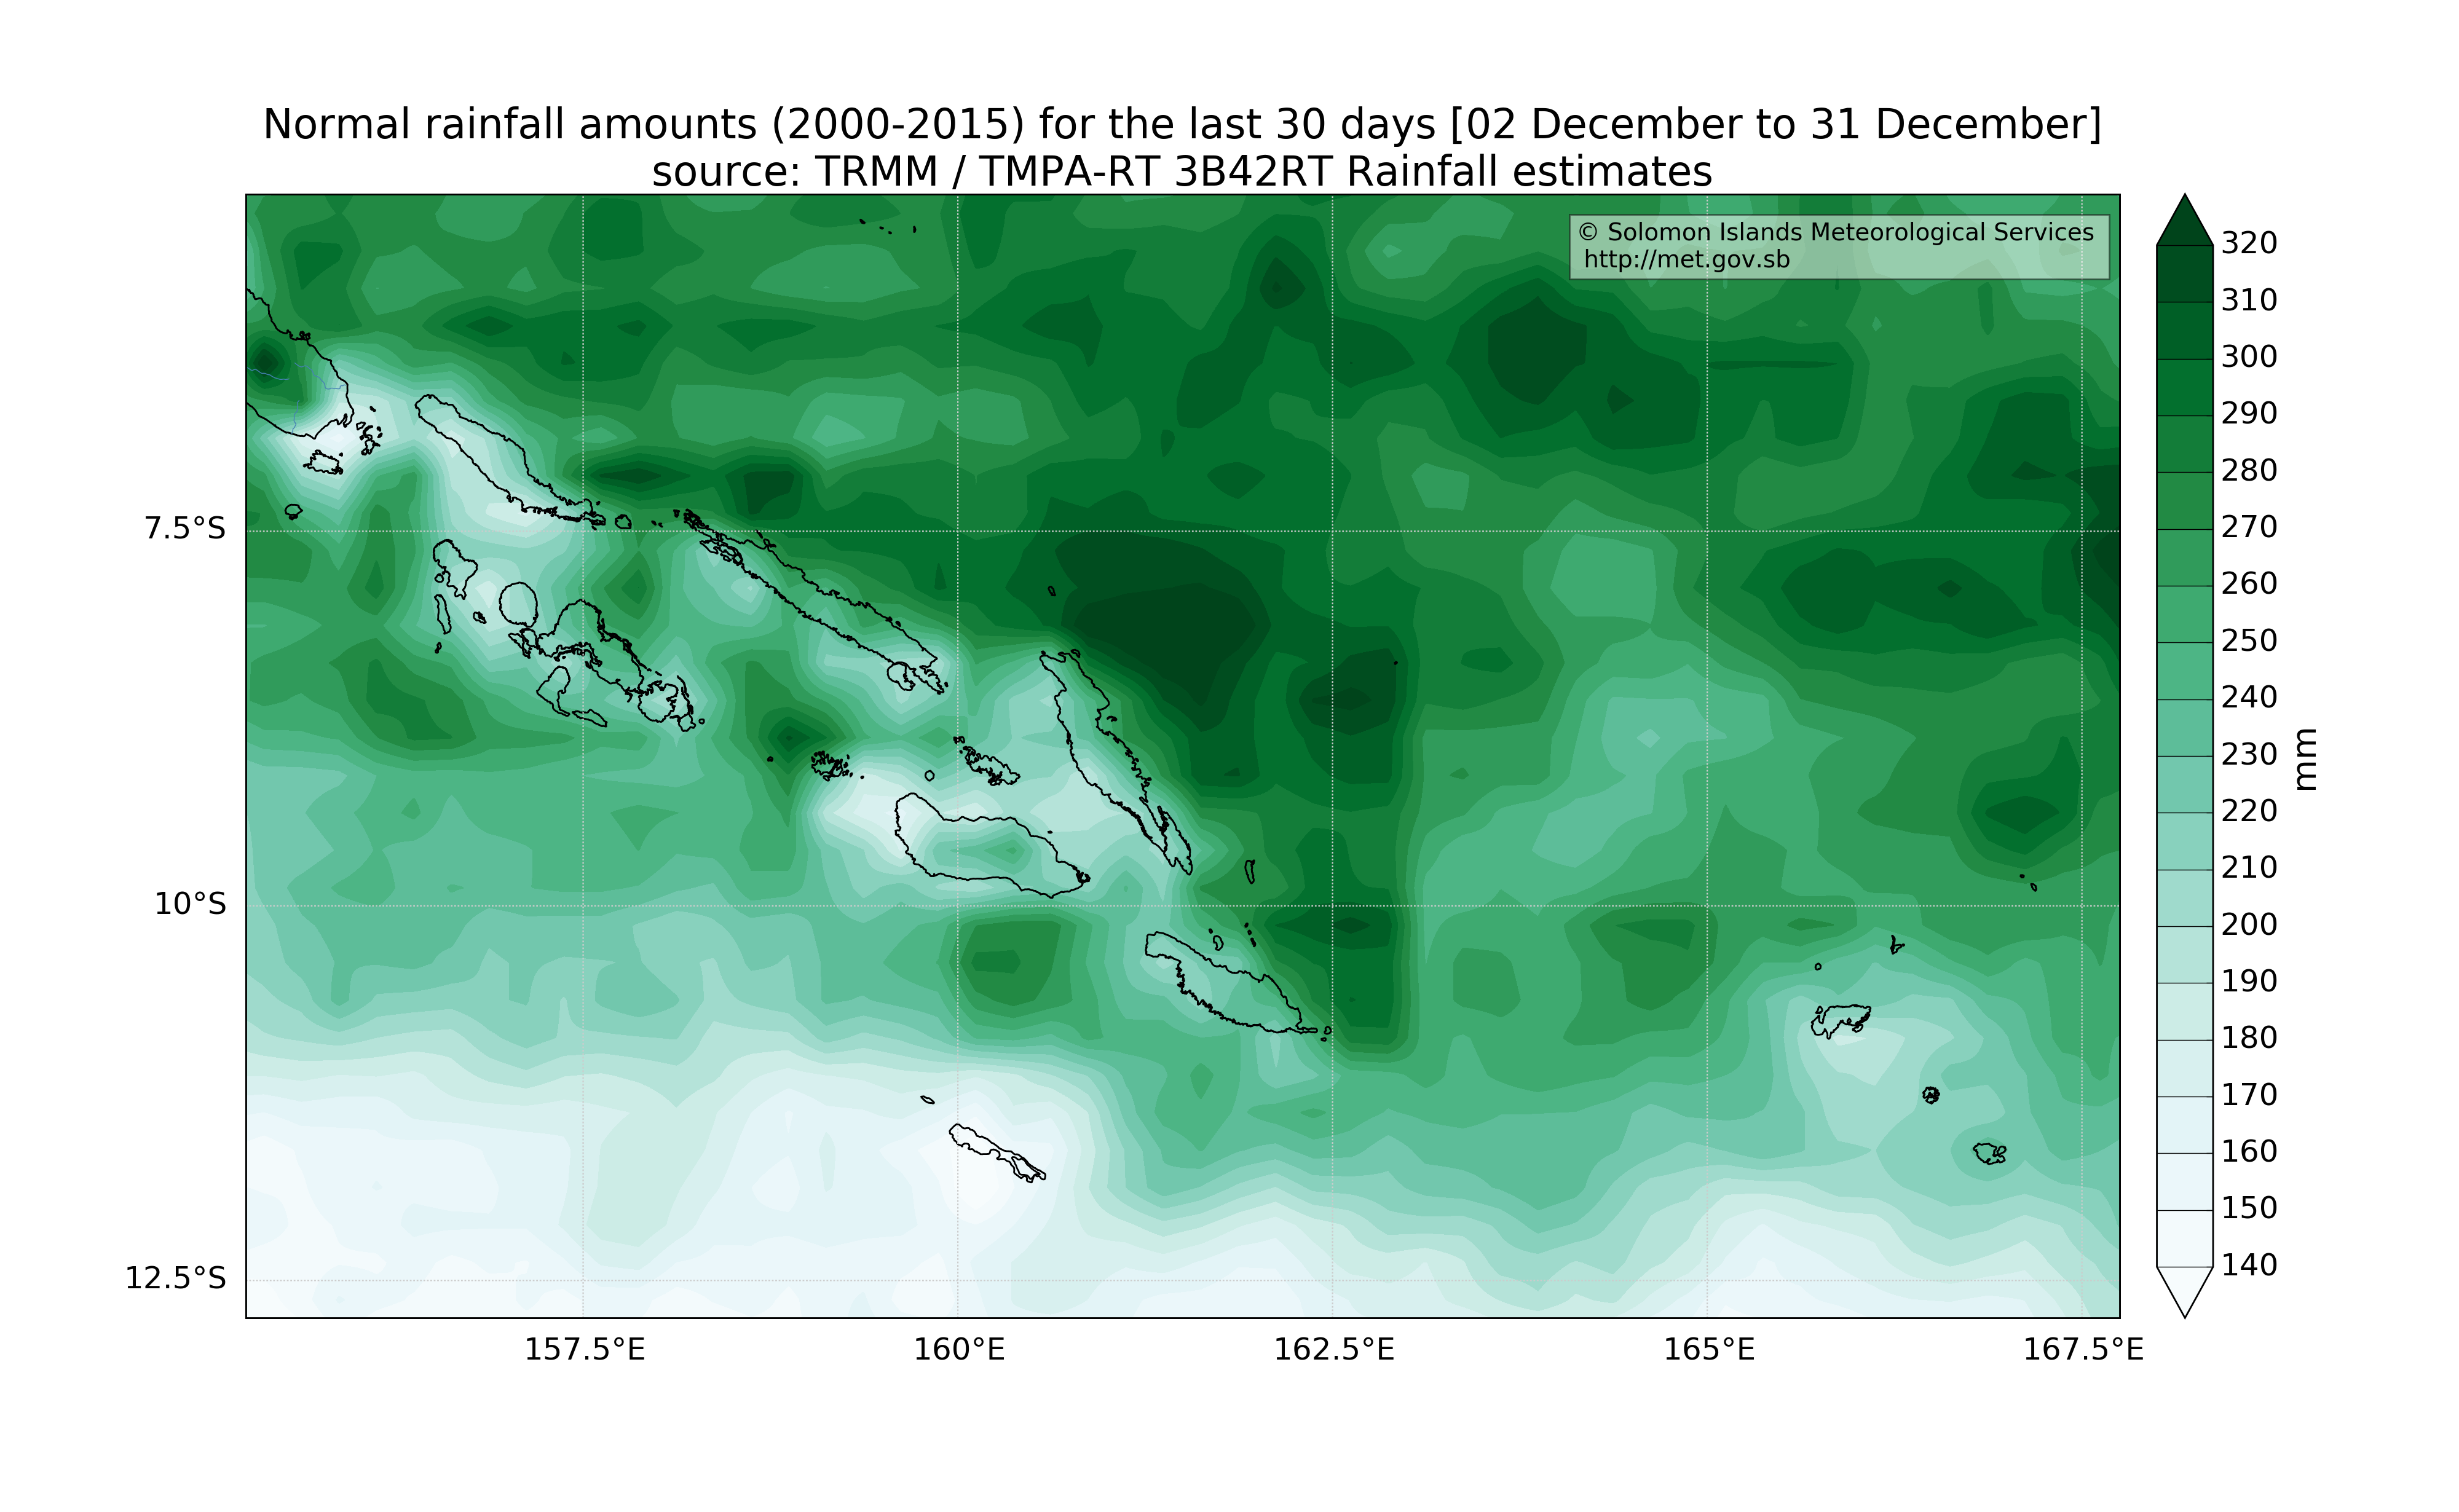 Normal rainfall amounts (2000-2015) for the last 30 days [02 December to 31 December]
source: TRMM / TMPA-RT 3B42RT Rainfall estimates
© Solomon Islands Meteorological Services
http://met.gov.sb
7.5°S
10°S
12.5°S
157.5°E
160°E
162.5°E
165°E
167.5°E
320
310
300
290
280
270
260
250
240
230
220
210
200
190
180
170
160
150
140
mm